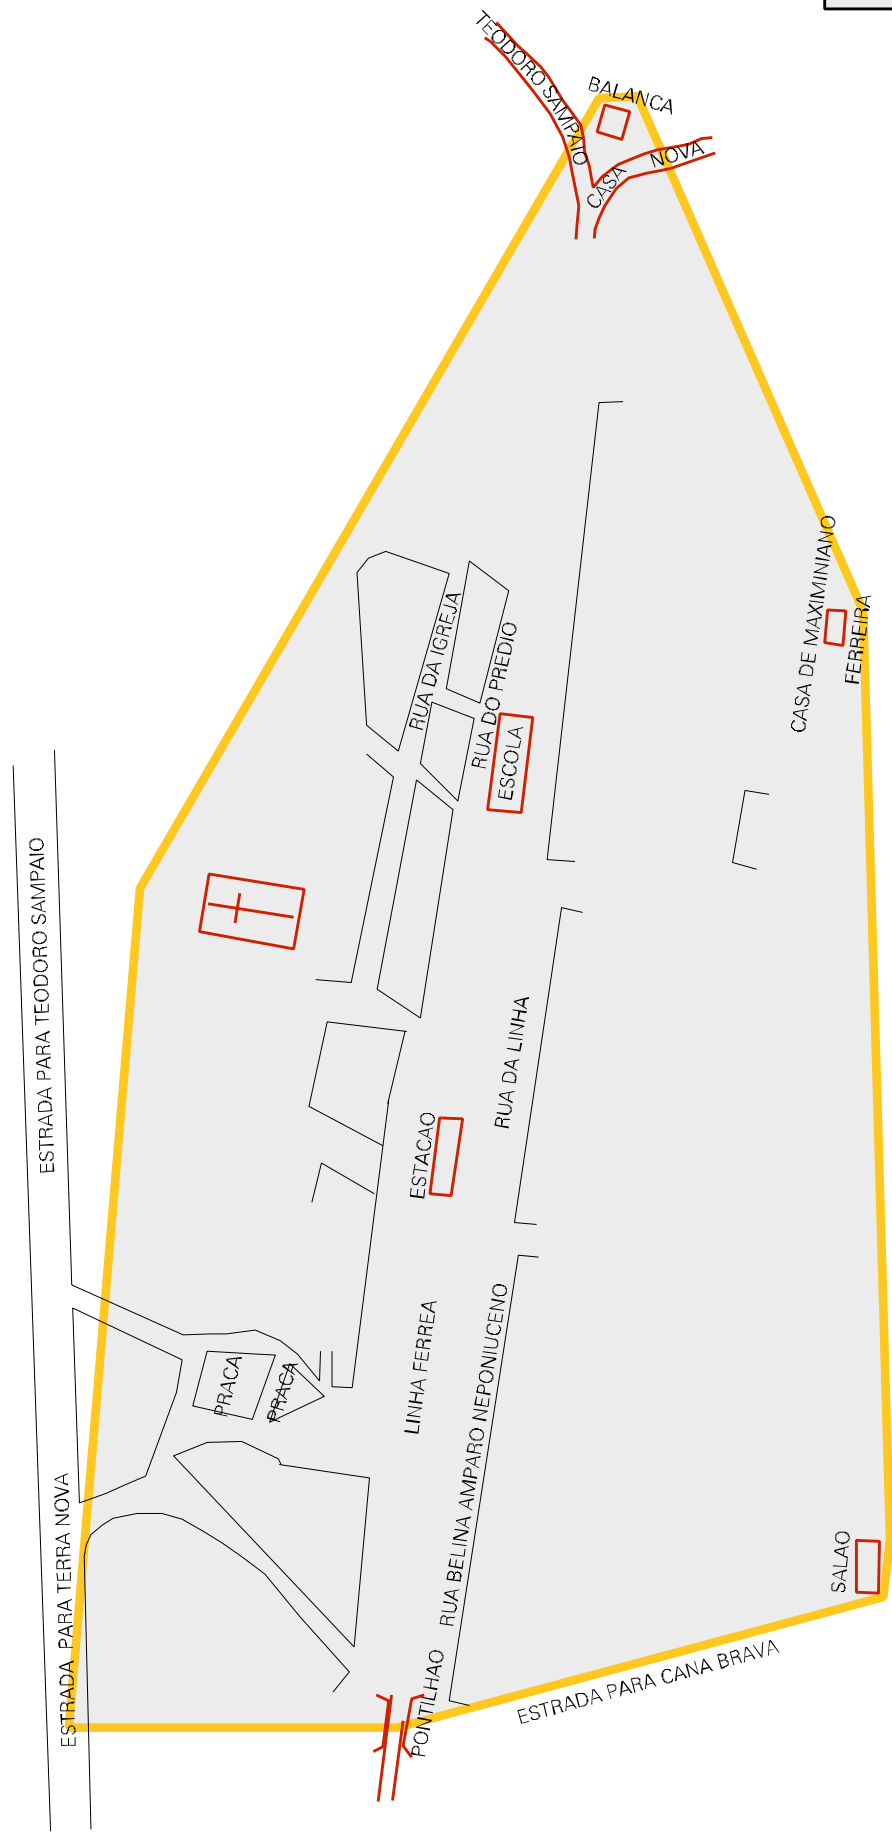 TEODORO SAMPAIO
BALANCA
CASA NOVA
CASA DE MAXIMINIANO
FERREIRA
RUA DA IGREJA
RUA DO PREDIO
ESCOLA
ESTRADA PARA TEODORO SAMPAIO
RUA DA LINHA
ESTACAO
LINHA FERREA
RUA BELINA AMPARO NEPONIUCENO
PRACA
PRACA
ESTRADA PARA TERRA NOVA
SALAO
PONTILHAO
ESTRADA PARA CANA BRAVA